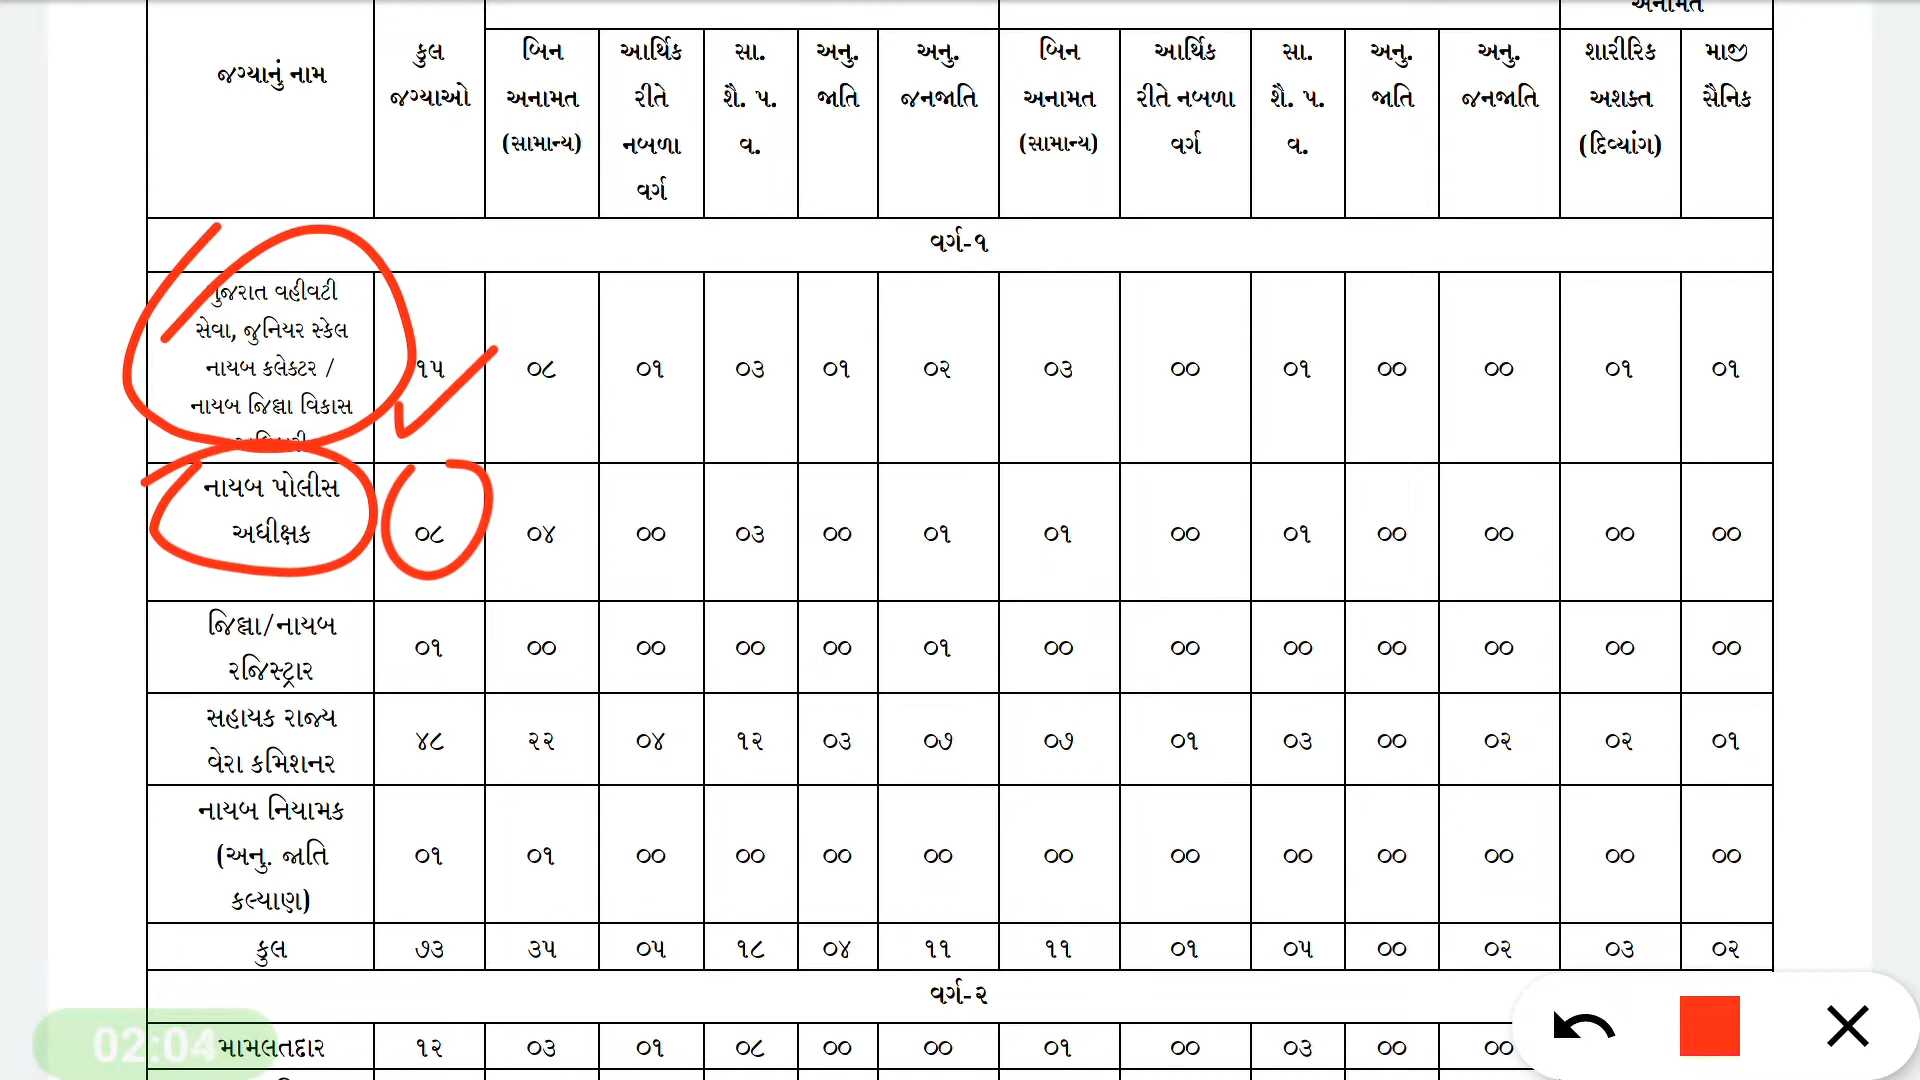 અનામત
જગ્યાનું નામ
કુલ
જગ્યાઓ
બિન
અનામત
(સામાન્ય)
આર્થિક
રીતે
નબળા
વર્ગ
સા.
શૈ. પ.
વ.
અનુ.
જાતિ
અનુ.
જનજાતિ
બિન
અનામત
(સામાન્ય)
આર્થિક
રીતે નબળા
વર્ગ
સા.
શૈ. પ.
વ.
અનુ.
જાતિ
અનુ.
જનજાતિ
શારીરિક
અશક્ત
(દિવ્યાંગ)
માજી
સૈનિક
વર્ગ-૧
ગુજરાત વહીવટી
સેવા, જુનિયર સ્કેલ
નાયબ કલેક્ટર /
નાયબ જિલ્લા વિકાસ
૧૫ ૦૮ ૦૧ ૦૩ ૦૧ ૦૨ ૦૩ ૦૦ ૦૧ ૦૦ ૦૦ ૦૧ ૦૧
નાયબ પોલીસ
અધીક્ષક
૦૮ ૦૪ ૦૦ ૦૩ ૦૦ ૦૧ ૦૧ ૦૦ ૦૧ ૦૦ ૦૦ ૦૦ ૦૦
જિલ્લા/નાયબ
રજિસ્ટ્રાર
૦૧ ૦૦ ૦૦ ૦૦ ૦૦ ૦૧ ૦૦ ૦૦ ૦૦ ૦૦ ૦૦ ૦૦ ૦૦
સહાયક રાજ્ય
વેરા કમિશનર
૪૮ ૨૨ ૦૪ ૧૨ ૦૩ ૦૭ ૦૭ ૦૧ ૦૩ ૦૦ ૦૨ ૦૨ ૦૧
નાયબ નિયામક
(અનુ. જાતિ
કલ્યાણ)
૦૧ ૦૧ ૦૦ ૦૦ ૦૦ ૦૦ ૦૦ ૦૦ ૦૦ ૦૦ ૦૦ ૦૦ ૦૦
કુલ ૭૩ ૩૫ ૦૫ ૧૮ ૦૪ ૧૧ ૧૧ ૦૧ ૦૫ ૦૦ ૦૨ ૦૩ ૦૨
વર્ગ-૨
02:04
મામલતદાર ૧૨ ૦૩ ૦૧ ૦૮ ૦૦ ૦૦ ૦૧ ૦૦ ૦૩ ૦૦ ૦૦